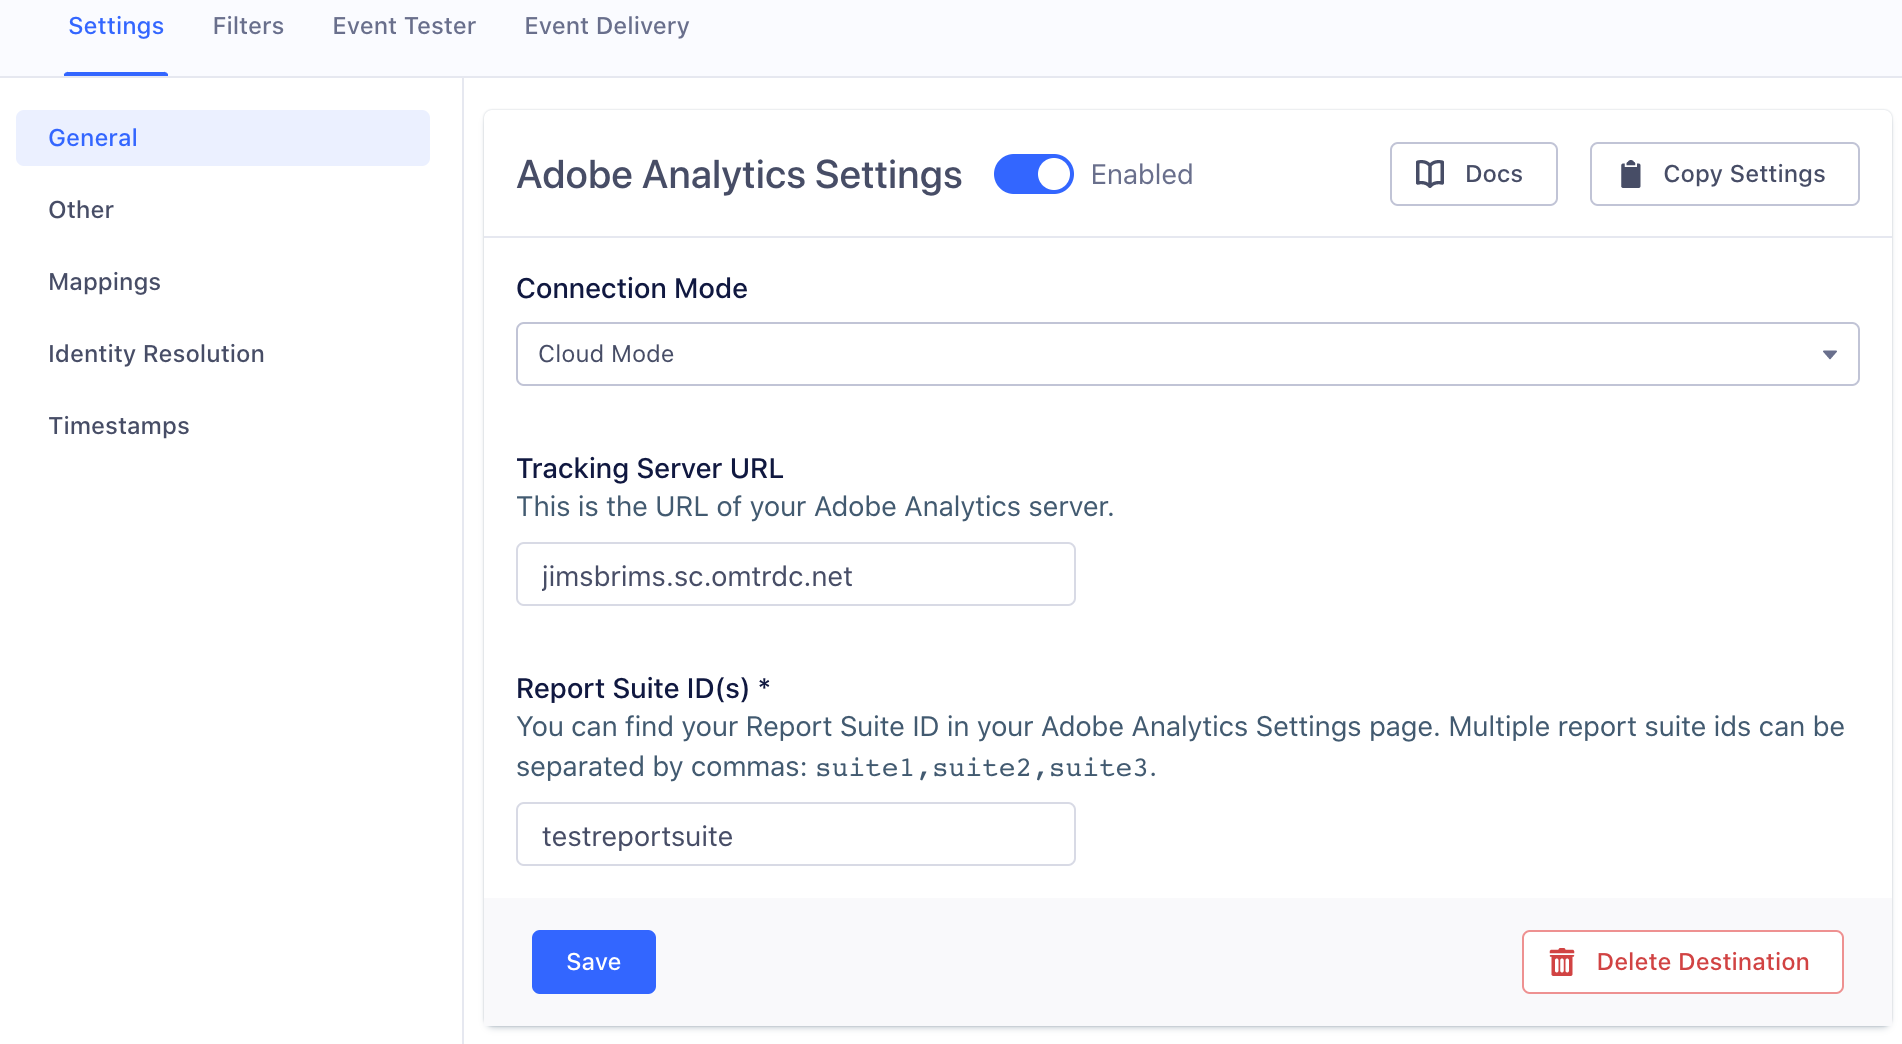 Settings Filters Event Tester Event Delivery
General
Other
Mappings
Identity Resolution
Timestamps
Adobe Analytics Settings Enabled Docs Copy Settings
Connection Mode
Cloud Mode
Tracking Server URL
This is the URL of your Adobe Analytics server.
jimsbrims.sc.omtrdc.net
Report Suite ID(s) *
You can find your Report Suite ID in your Adobe Analytics Settings page. Multiple report suite ids can be
separated by commas: suite1,suite2,suite3.
testreportsuite
Save Delete Destination